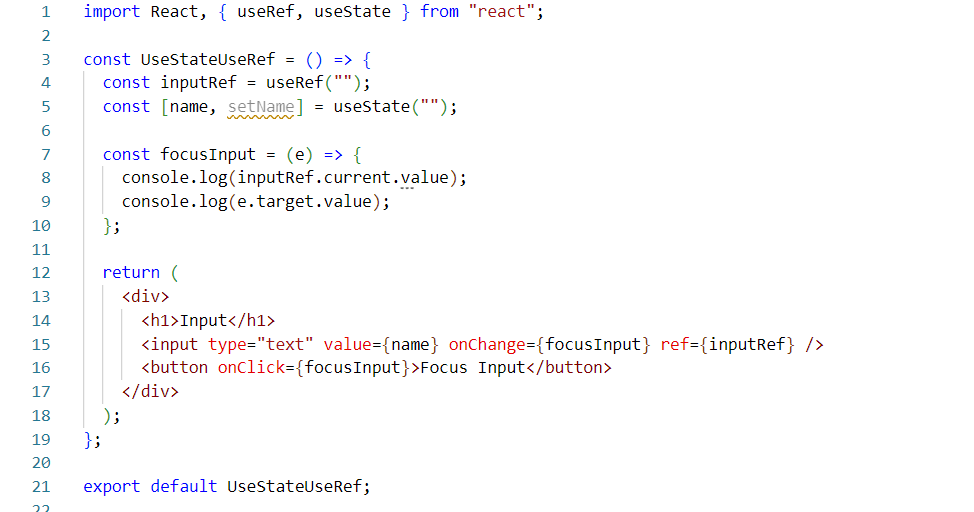 1 import React, { useRef, useState } from "react";
2
3 const UseStateUseRef = () => {
4 const inputRef = useRef("");
5 const [name, setName] = useState("");
6
7 const focusInput = (e) => {
8 console.log(inputRef.current.value);
9 console.log(e.target.value);
10 };
11
12 return (
13 <div>
14 <h1>Input</h1>
15 <input type="text" value={name} onChange={focusInput} ref={inputRef} />
16 <button onClick={focusInput}>Focus Input</button>
17 </div>
18 );
19 };
20
21 export default UseStateUseRef;
22